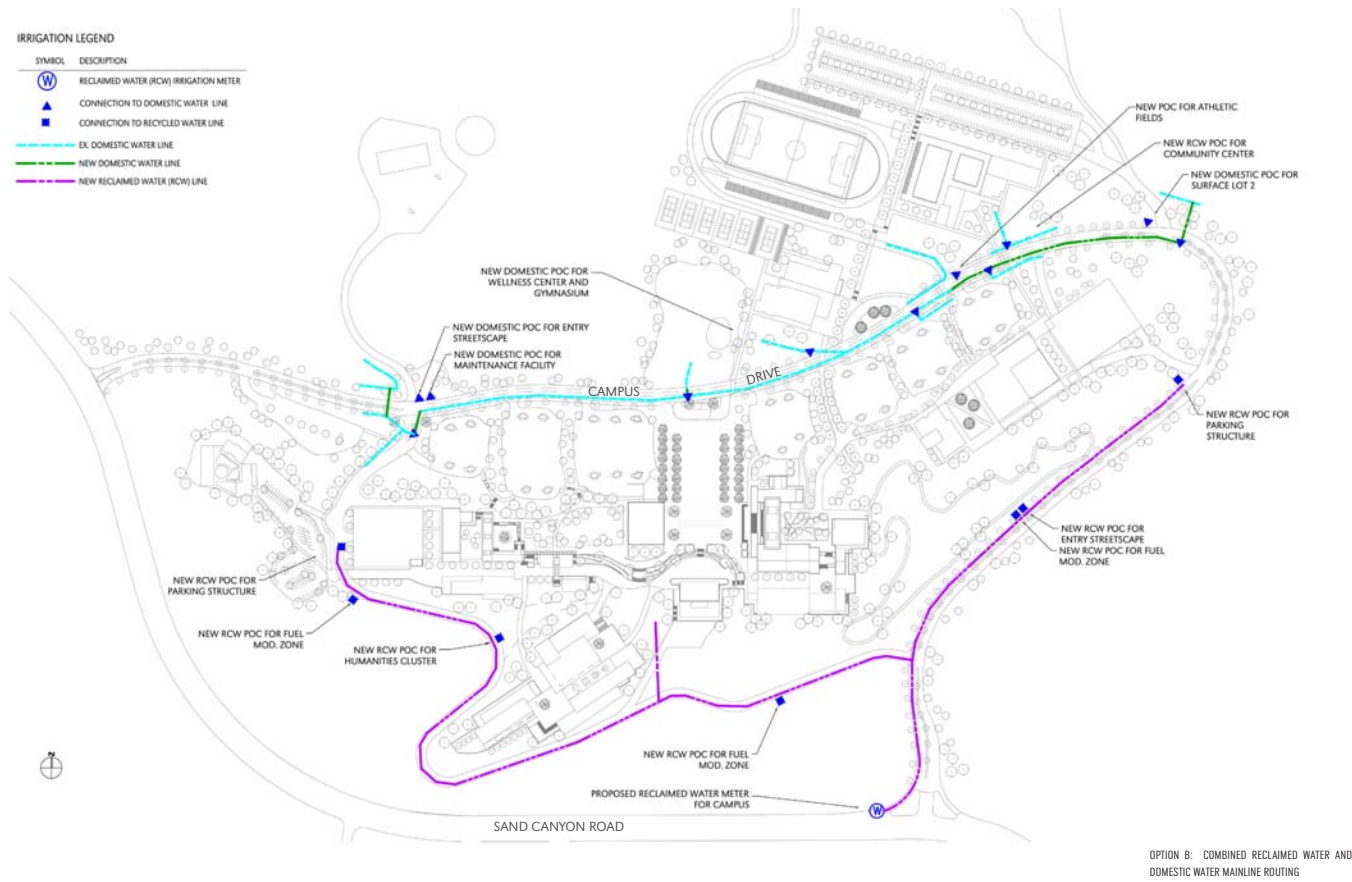 IRRIGATION LEGEND
SYMBOL DESCRIPTION
W RECLAIMED WATER (RCW) IRRIGATION METER
CONNECTION TO DOMESTIC WATER LINE
CONNECTION TO RECYCLED WATER LINE
EX. DOMESTIC WATER LINE
NEW DOMESTIC WATER LINE
NEW RECLAIMED WATER (RCW) LINE
NEW POC FOR ATHLETIC
FIELDS
NEW RCW POC FOR
COMMUNITY CENTER
NEW DOMESTIC POC FOR
SURFACE LOT 2
NEW DOMESTIC POC FOR
WELLNESS CENTER AND
GYMNASIUM
NEW DOMESTIC POC FOR ENTRY
STREETSCAPE
NEW DOMESTIC POC FOR
MAINTENANCE FACILITY
CAMPUS
DRIVE
NEW RCW POC FOR
PARKING
STRUCTURE
NEW RCW POC FOR
ENTRY STREETSCAPE
NEW RCW POC FOR FUEL
MOD. ZONE
NEW RCW POC FOR
PARKING STRUCTURE
NEW RCW POC FOR FUEL
MOD. ZONE
NEW RCW POC FOR
HUMANITIES CLUSTER
NEW RCW POC FOR FUEL
MOD. ZONE
N
PROPOSED RECLAIMED WATER METER
FOR CAMPUS
W
SAND CANYON ROAD
OPTION B: COMBINED RECLAIMED WATER AND
DOMESTIC WATER MAINLINE ROUTING